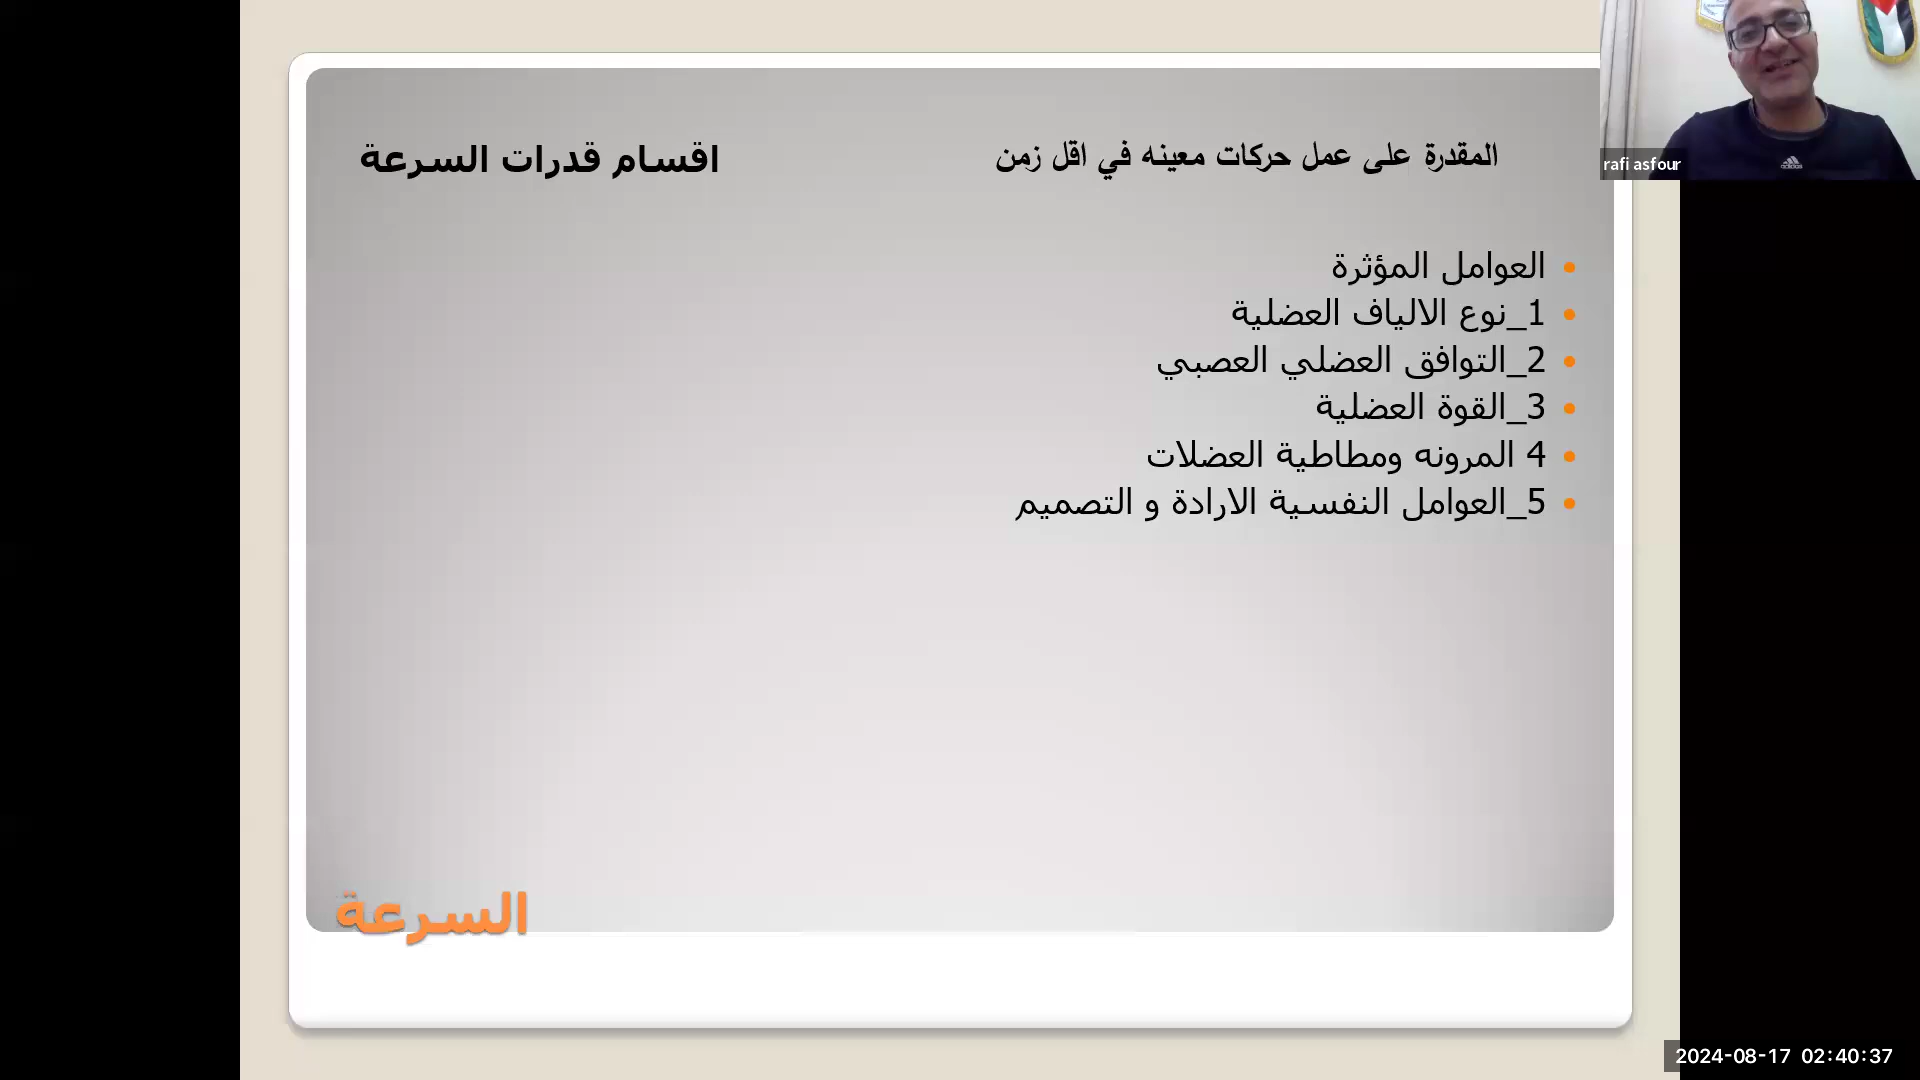 المقدرة على عمل حركات معينه في اقل زمن
اقسام قدرات السرعة
العوامل المؤثرة
1_نوع الالياف العضلية
2_التوافق العضلي العصبي
3_القوة العضلية
4 المرونه ومطاطية العضلات
5_العوامل النفسية الارادة و التصميم
السرعة
rafi asfour
adidas
2024-08-17 02:40:37